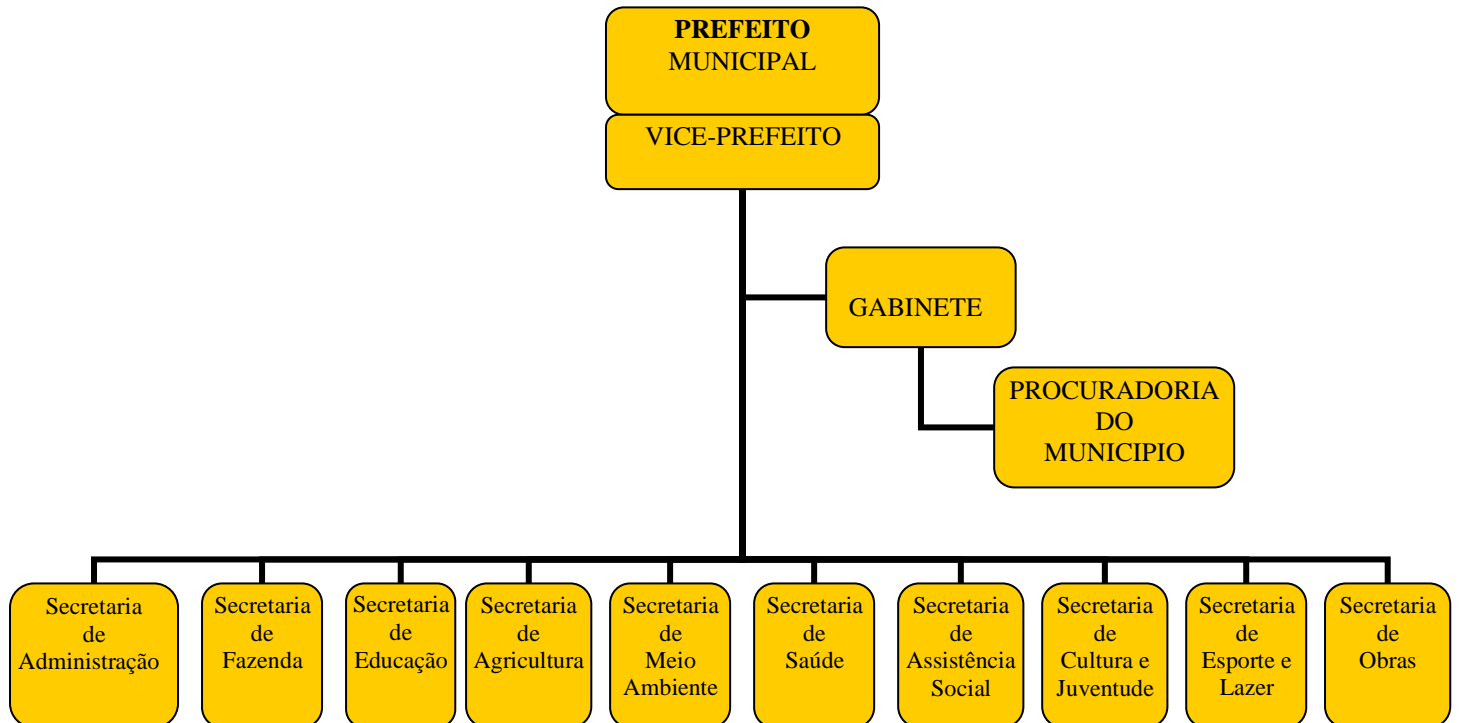 PREFEITO
MUNICIPAL
VICE-PREFEITO
GABINETE
PROCURADORIA
DO
MUNICIPIO
Secretaria
de
Administração
Secretaria
de
Fazenda
Secretaria
de
Educação
Secretaria
de
Agricultura
Secretaria
de
Meio
Ambiente
Secretaria
de
Saúde
Secretaria
de
Assistência
Social
Secretaria
de
Cultura e
Juventude
Secretaria
de
Esporte e
Lazer
Secretaria
de
Obras